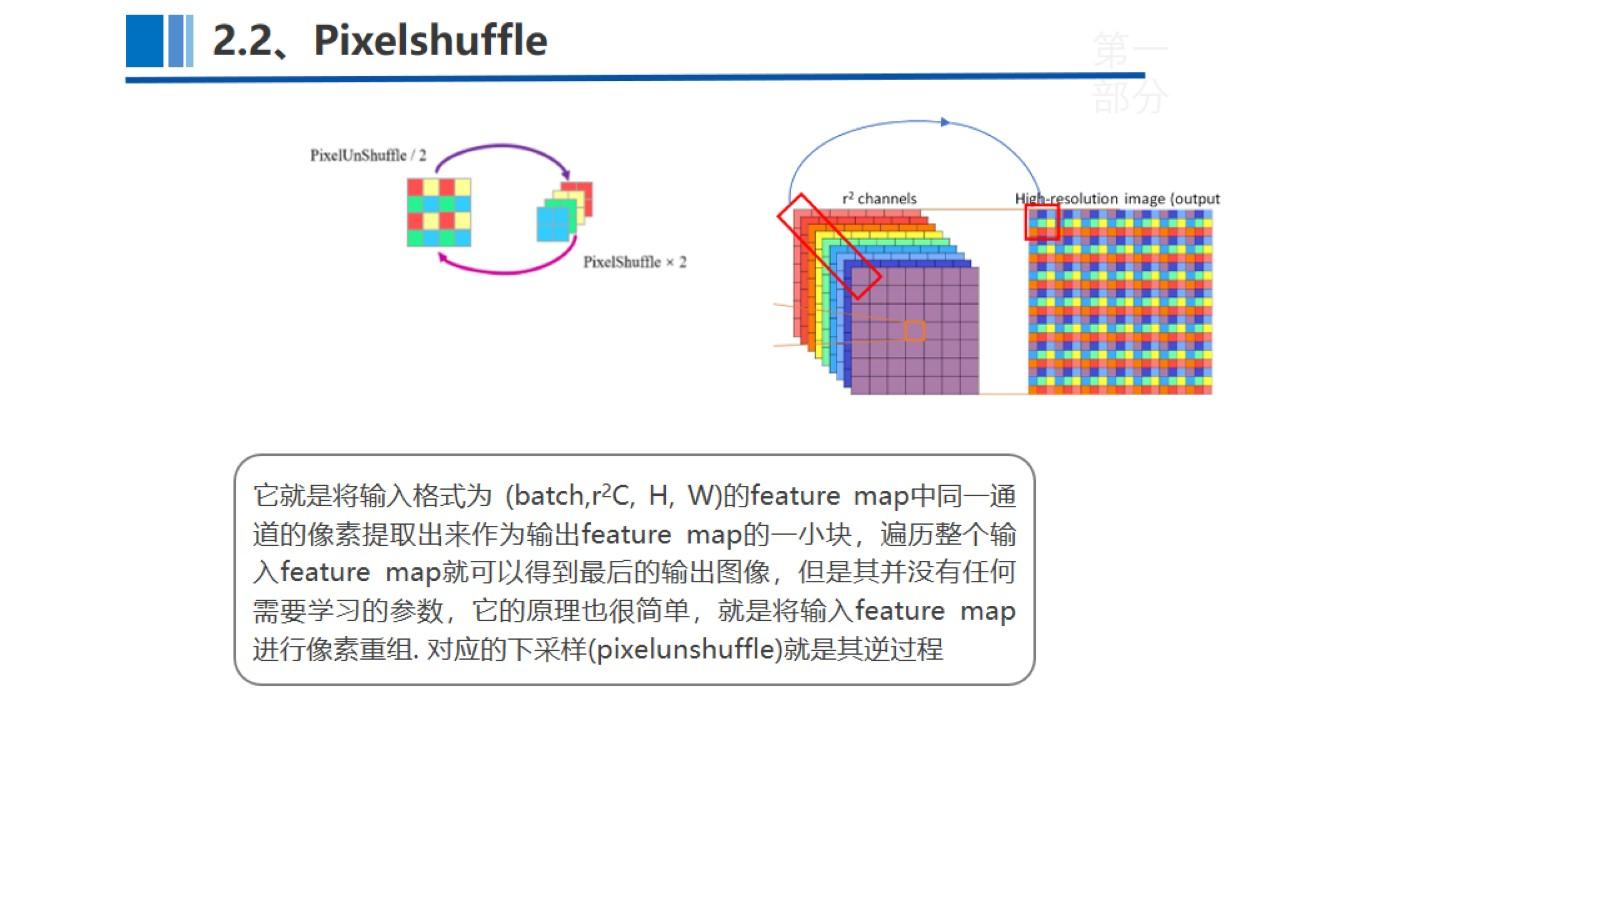 2.2、Pixelshuffle
第一
部分
PixelUnShuffle / 2
PixelShuffle × 2
r² channels
High-resolution image (output
它就是将输入格式为 (batch,r²C, H, W)的feature map中同一通
道的像素提取出来作为输出feature map的一小块，遍历整个输
入feature map就可以得到最后的输出图像，但是其并没有任何
需要学习的参数，它的原理也很简单，就是将输入feature map
进行像素重组. 对应的下采样(pixelunshuffle)就是其逆过程